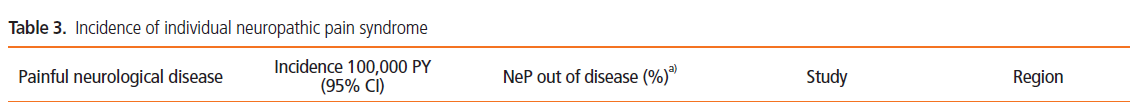 Table 3. Incidence of individual neuropathic pain syndrome
Painful neurological disease Incidence 100,000 PY (95% CI) NeP out of disease (%)a) Study Region